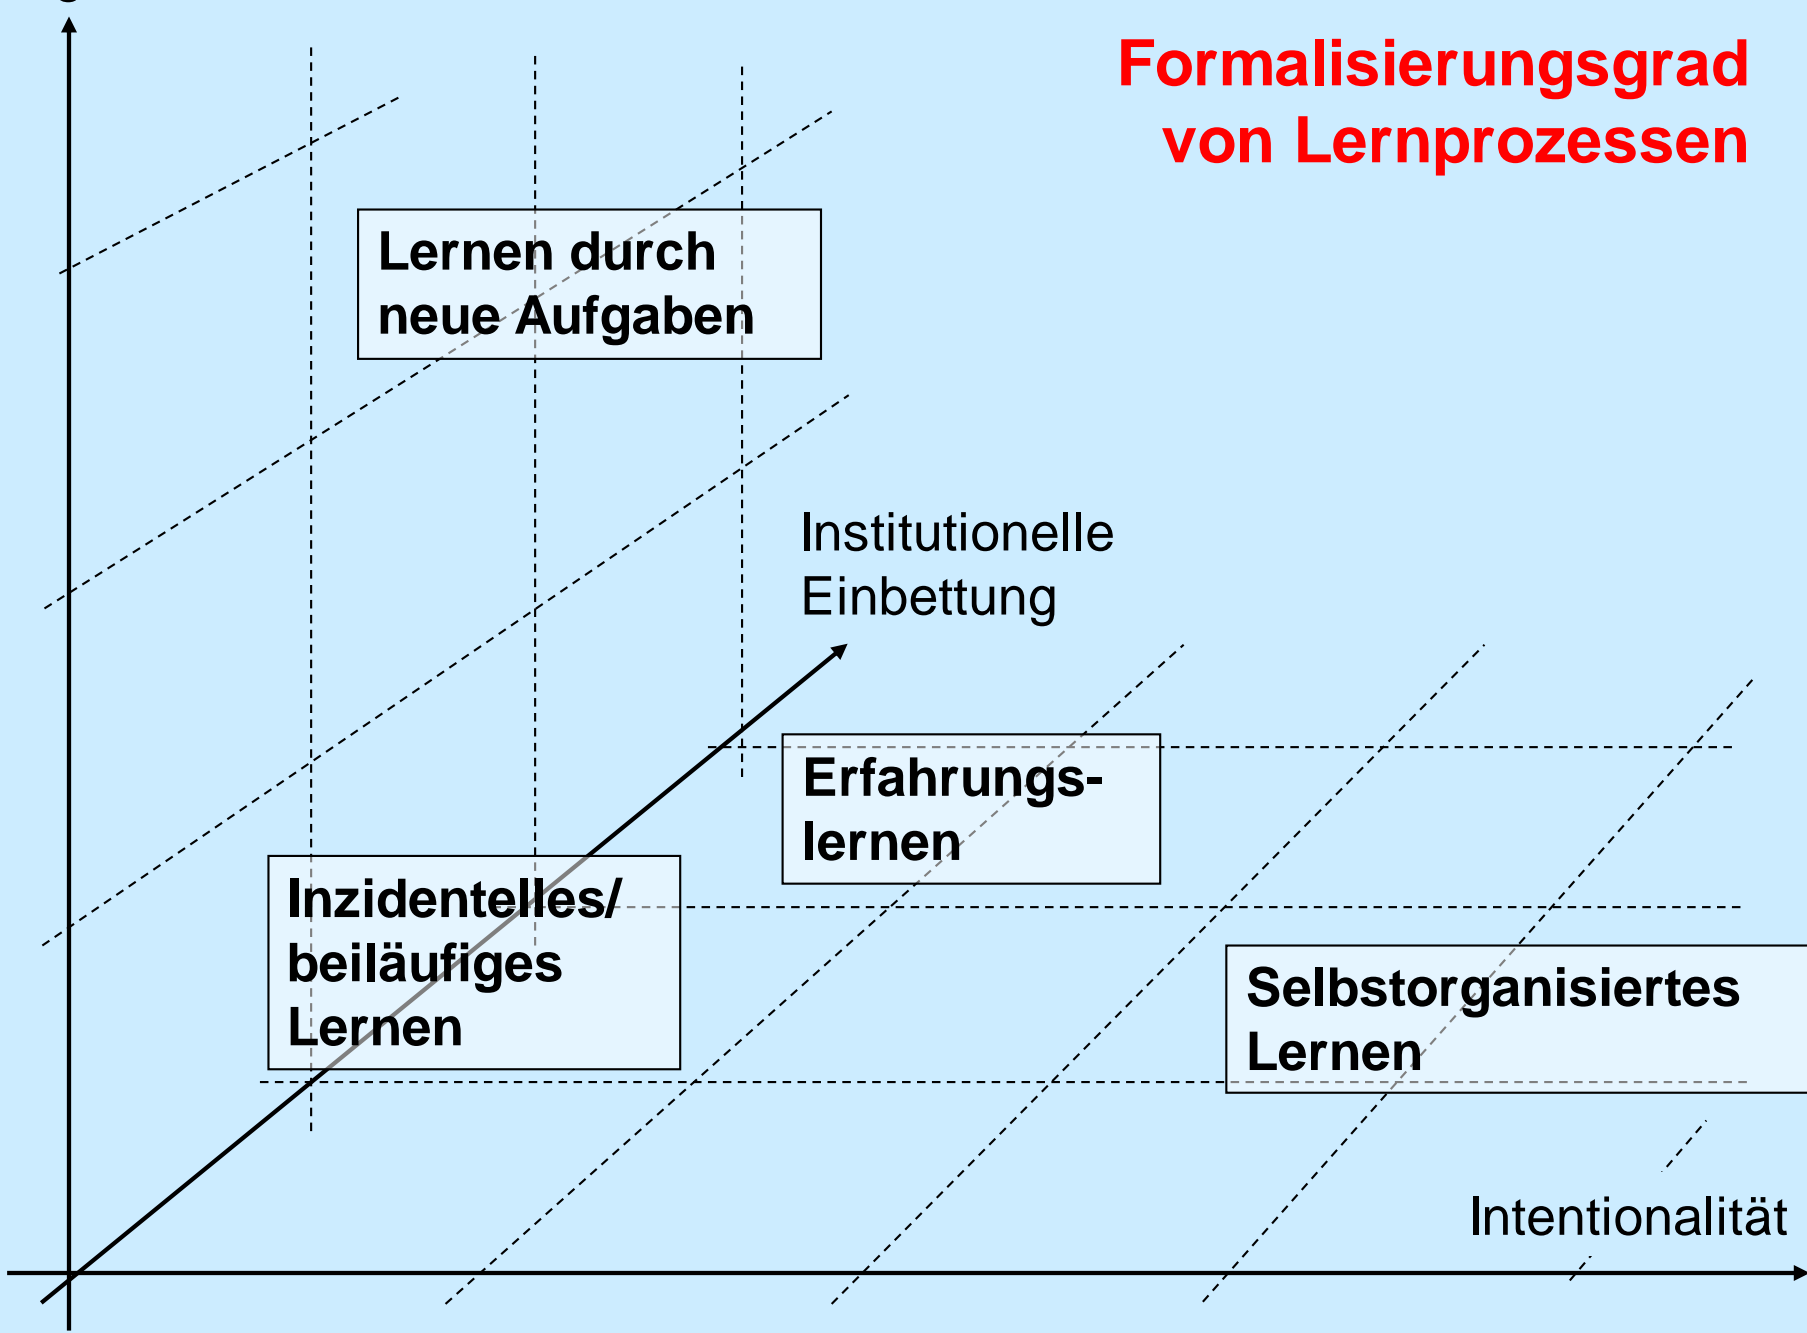 Formalisierungsgrad
von Lernprozessen
Lernen durch
neue Aufgaben
Institutionelle
Einbettung
Erfahrungs-
lernen
Inzidentelles/
beiläufiges
Lernen
Selbstorganisiertes
Lernen
Intentionalität